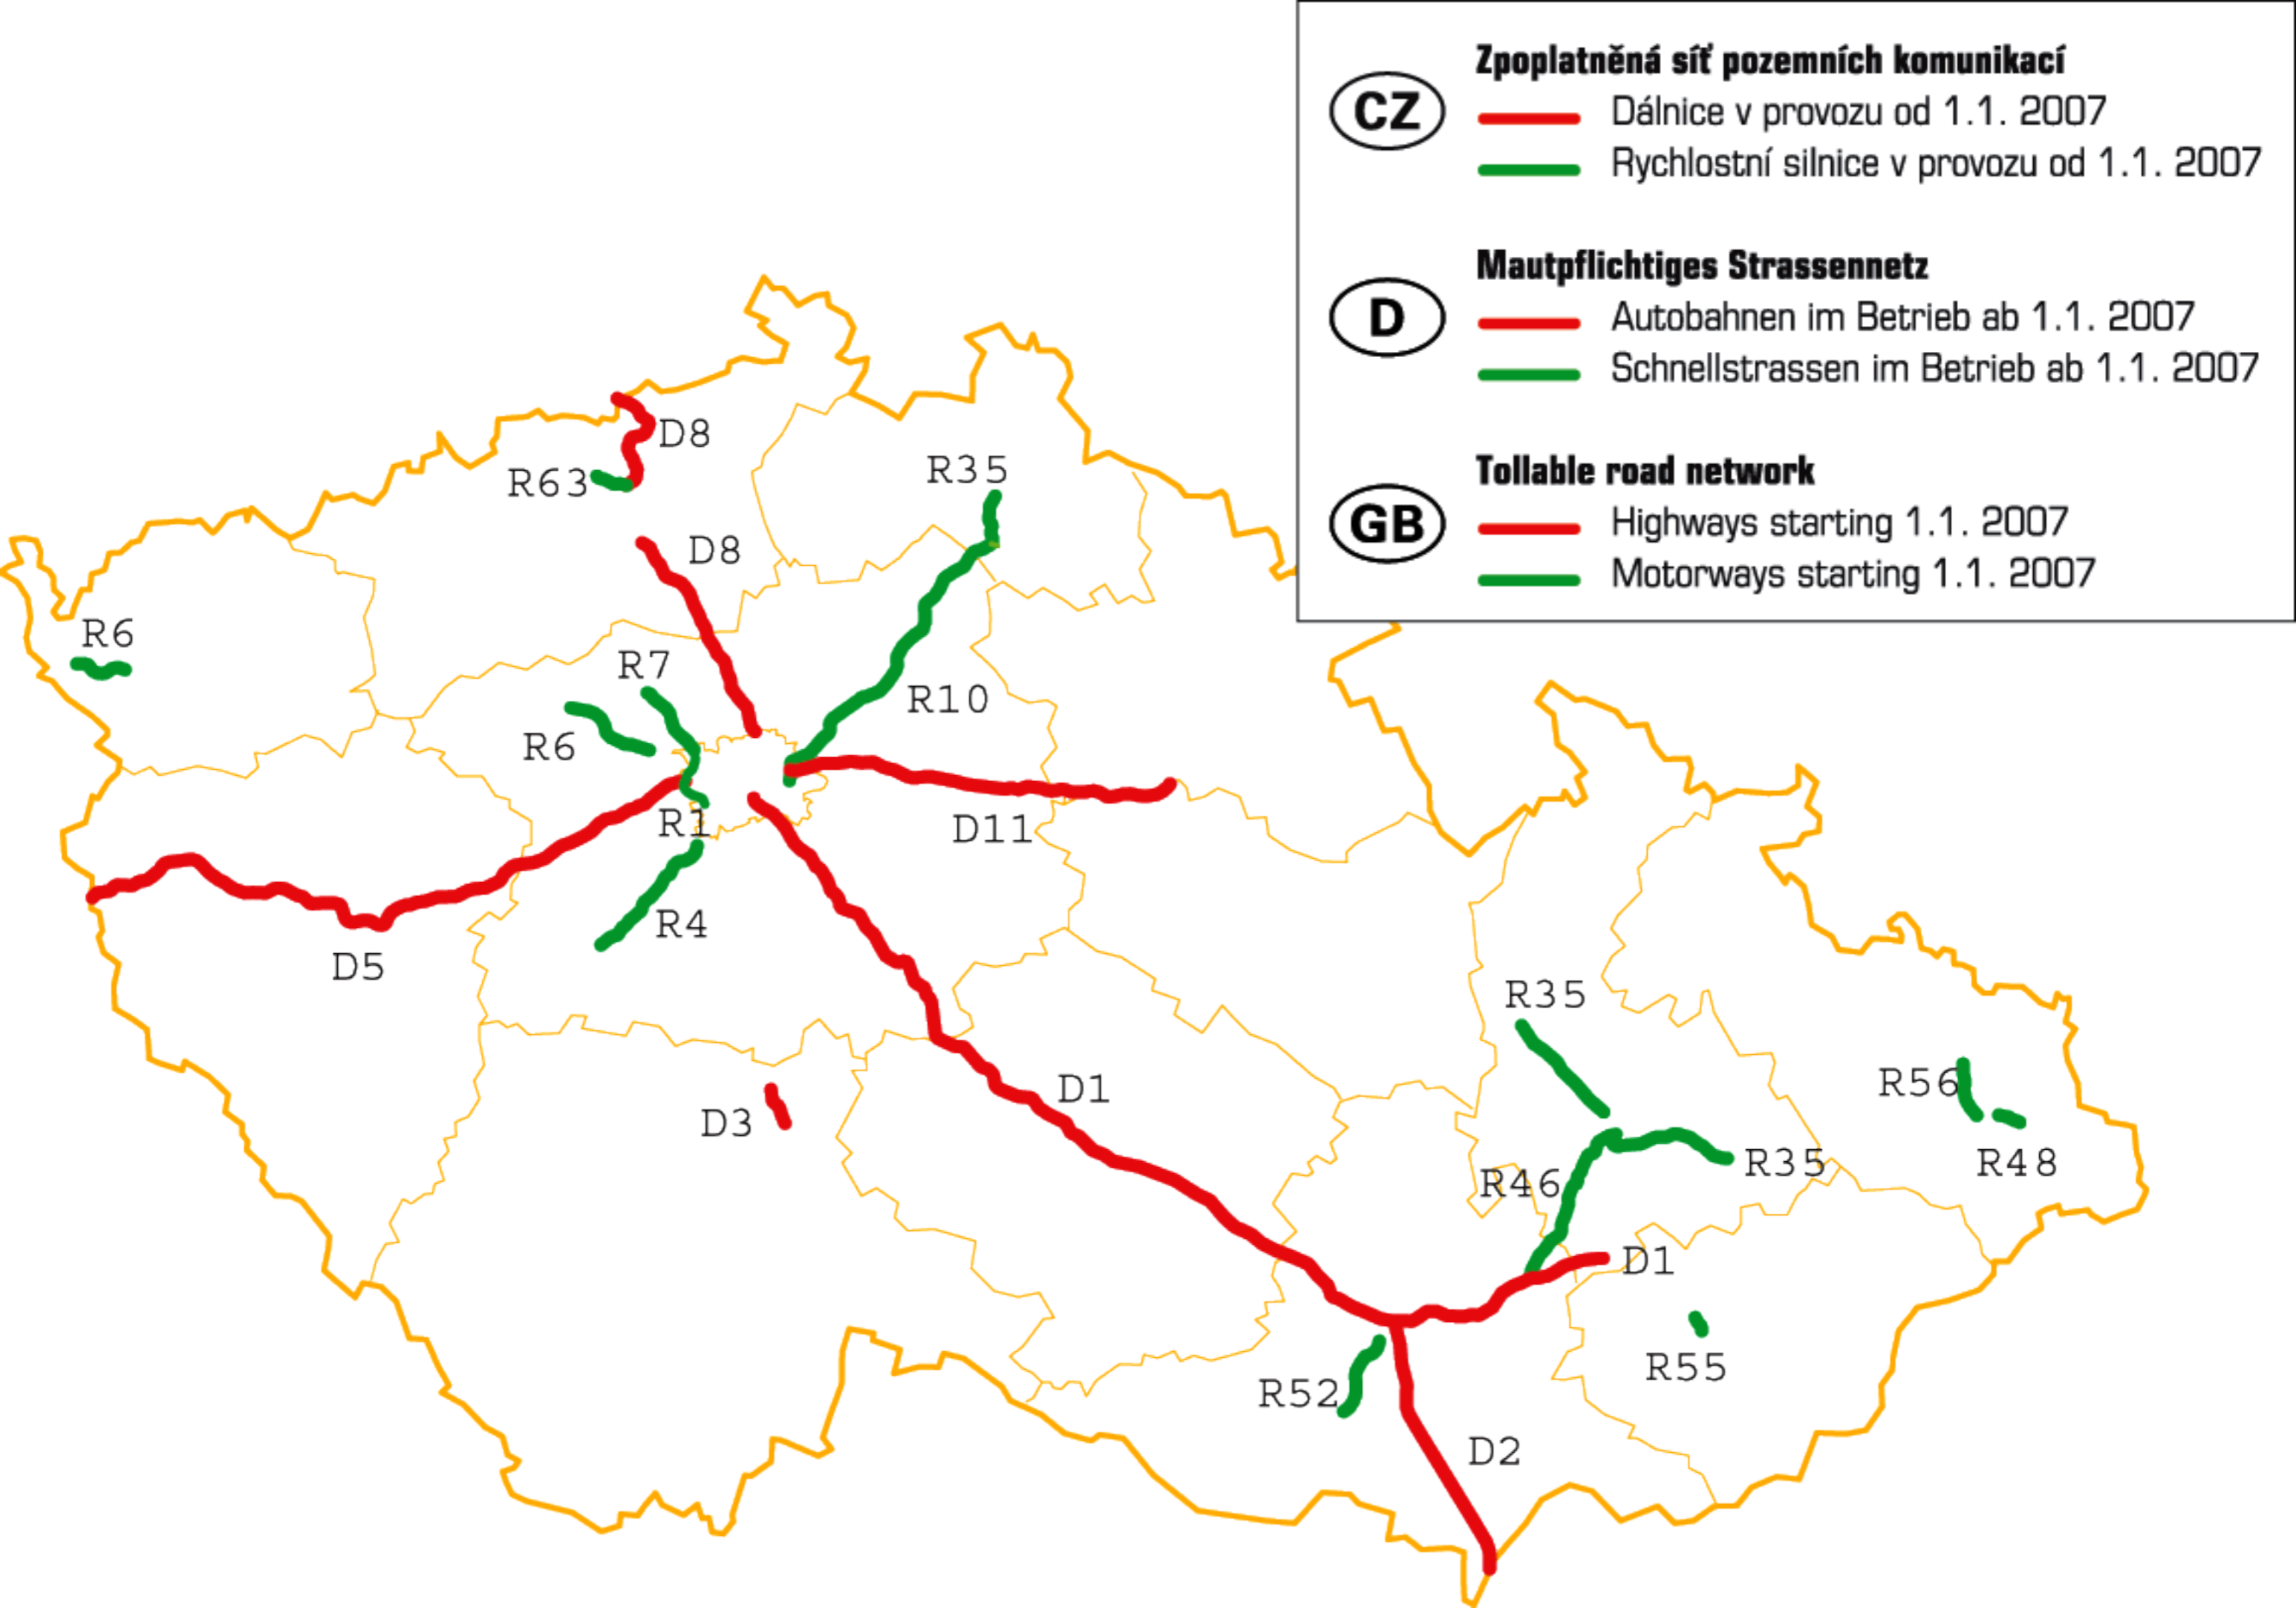 Zpoplatněná síť pozemních komunikací
CZ
Dálnice v provozu od 1.1. 2007
Rychlostní silnice v provozu od 1.1. 2007
Mautpflichtiges Strassennetz
D
Autobahnen im Betrieb ab 1.1. 2007
Schnellstrassen im Betrieb ab 1.1. 2007
Tollable road network
GB
Highways starting 1.1. 2007
Motorways starting 1.1. 2007
D8
R35
R63
D8
R6
R7
R10
R6
R1
D11
R4
D5
R35
R56
D1
D3
R35
R48
R46
D1
R55
R52
D2